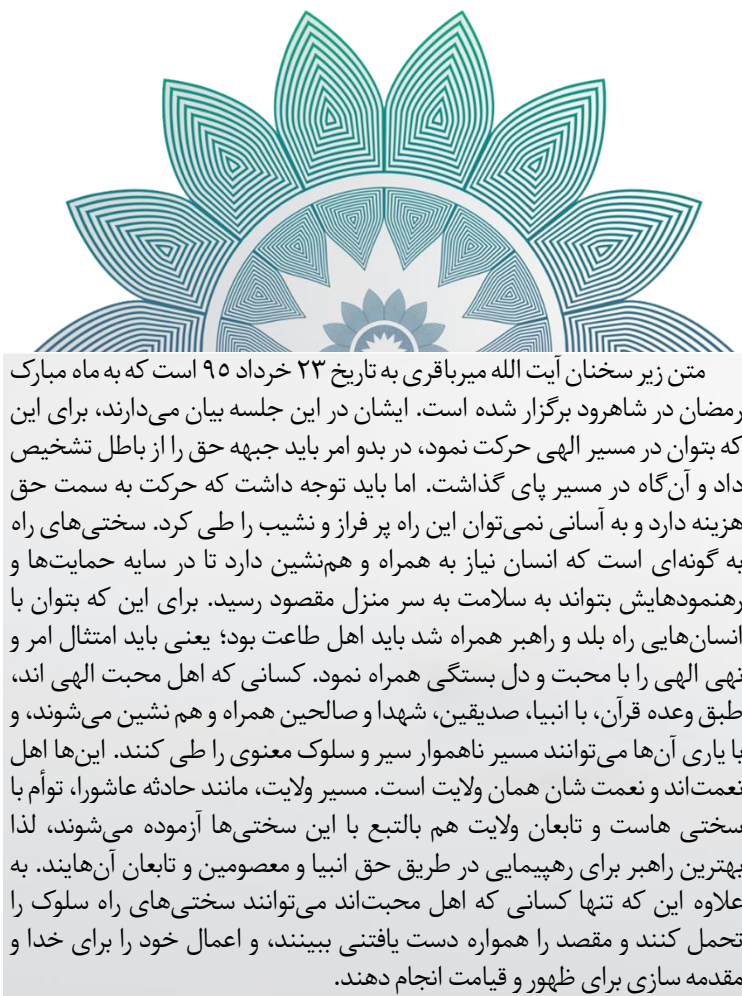 متن زیر سخنان آیت الله میرباقری به تاریخ ۲۳ خرداد ۹۵ است که به ماه مبارک
رمضان در شاهرود برگزار شده است. ایشان در این جلسه بیان می‌دارند، برای این
که بتوان در مسیر الهی حرکت نمود، در بدو امر باید جبهه حق را از باطل تشخیص
داد و آن‌گاه در مسیر پای گذاشت. اما باید توجه داشت که حرکت به سمت حق
هزینه دارد و به آسانی نمی‌توان این راه پر فراز و نشیب را طی کرد. سختی‌های راه
به گونه‌ای است که انسان نیاز به همراه و هم‌نشین دارد تا در سایه حمایت‌ها و
رهنمودهایش بتواند به سلامت به سر منزل مقصود رسید. برای این که بتوان با
انسان‌هایی راه بلد و راهبر همراه شد باید اهل طاعت بود؛ یعنی باید امتثال امر و
نهی الهی را با محبت و دل بستگی همراه نمود. کسانی که اهل محبت الهی اند،
طبق وعده قرآن، با انبیا، صدیقین، شهدا و صالحین همراه و هم نشین می‌شوند، و
با یاری آن‌ها می‌توانند مسیر ناهموار سیر و سلوک معنوی را طی کنند. این‌ها اهل
نعمت‌اند و نعمت شان همان ولایت است. مسیر ولایت، مانند حادثه عاشورا، توأم با
سختی هاست و تابعان ولایت هم بالتبع با این سختی‌ها آزموده می‌شوند، لذا
بهترین راهبر برای رهپیمایی در طریق حق انبیا و معصومین و تابعان آن‌هایند. به
علاوه این که تنها کسانی که اهل محبت‌اند می‌توانند سختی‌های راه سلوک را
تحمل کنند و مقصد را همواره دست یافتنی ببینند، و اعمال خود را برای خدا و
مقدمه سازی برای ظهور و قیامت انجام دهند.